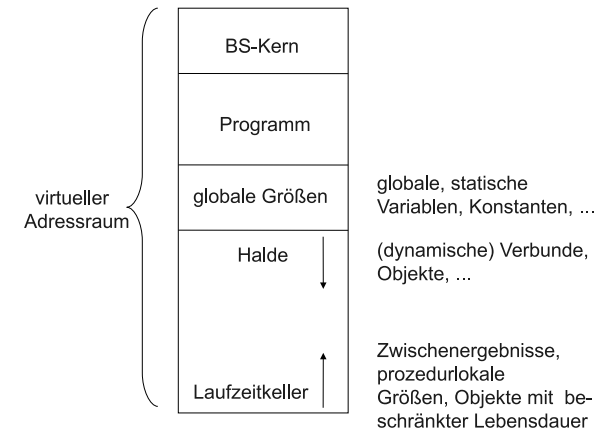 BS-Kern
Programm
virtueller
Adressraum
globale Größen
globale, statische
Variablen, Konstanten, ...
Halde
(dynamische) Verbunde,
Objekte, ...
Laufzeitkeller
Zwischenergebnisse,
prozedurlokale
Größen, Objekte mit be-
schränkter Lebensdauer